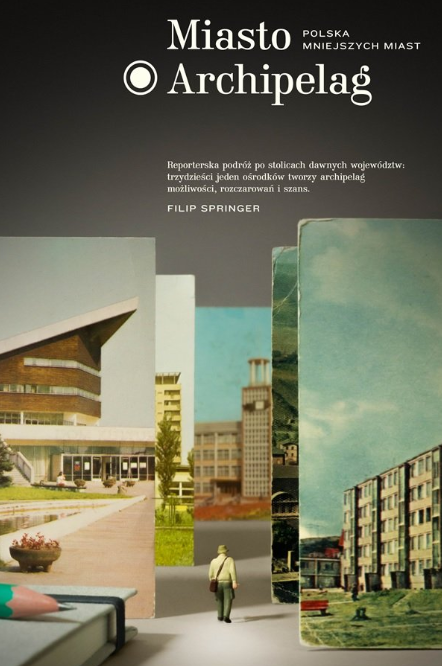 Miasto
POLSKA
MNIEJSZYCH MIAST
Archipelag
Reporterska podróż po stolicach dawnych województw:
trzydzieści jeden ośrodków tworzy archipelag
możliwości, rozczarowań i szans.
FILIP SPRINGER